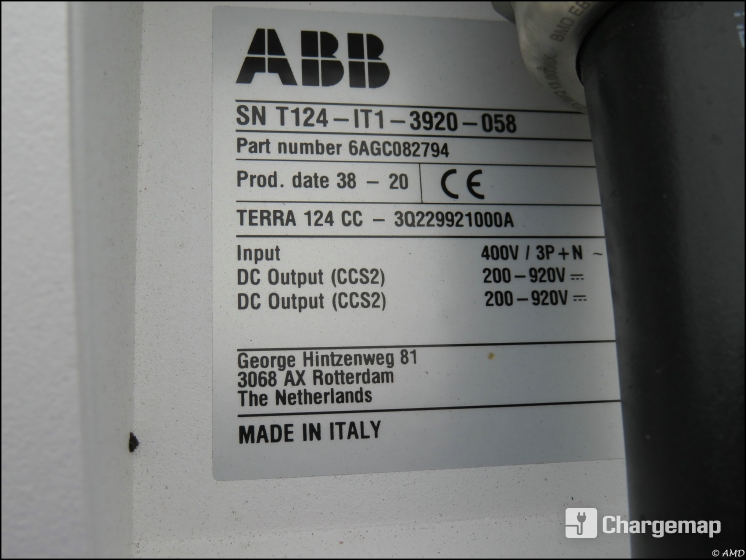 ABB
SN T124-IT1-3920-058
Part number 6AGC082794
Prod. date 38 - 20 CE
TERRA 124 CC - 3Q229921000A
Input 400V / 3P+N ~
DC Output (CCS2) 200-920V ⎓
DC Output (CCS2) 200-920V ⎓
George Hintzenweg 81
3068 AX Rotterdam
The Netherlands
MADE IN ITALY
Chargemap
© AMD